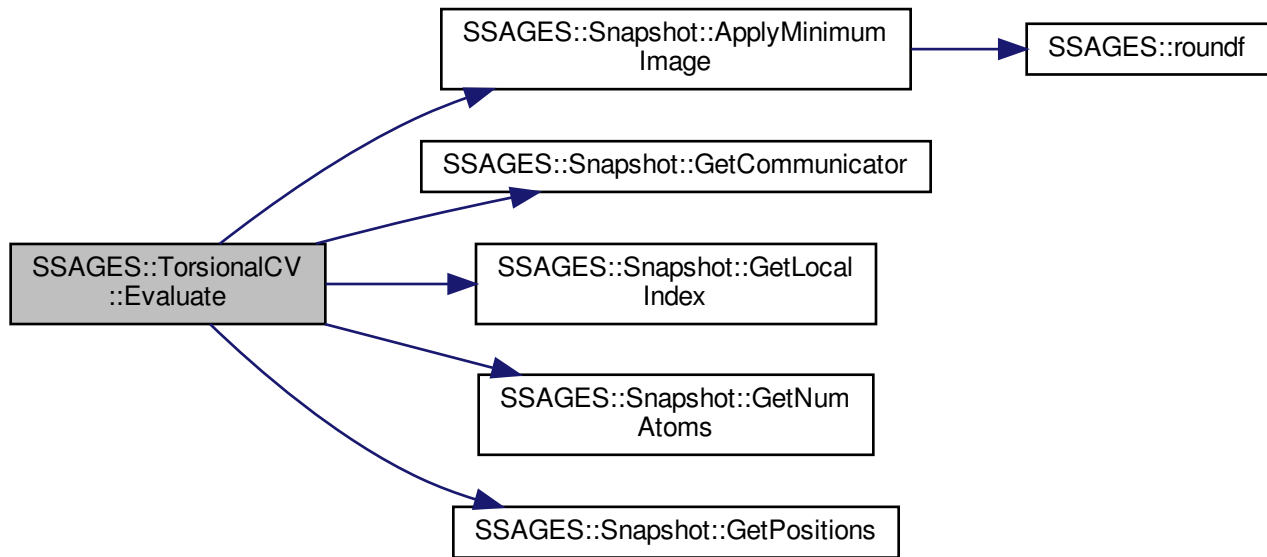 SSAGES::Snapshot::ApplyMinimum
Image
SSAGES::roundf
SSAGES::Snapshot::GetCommunicator
SSAGES::TorsionalCV
::Evaluate
SSAGES::Snapshot::GetLocal
Index
SSAGES::Snapshot::GetNum
Atoms
SSAGES::Snapshot::GetPositions